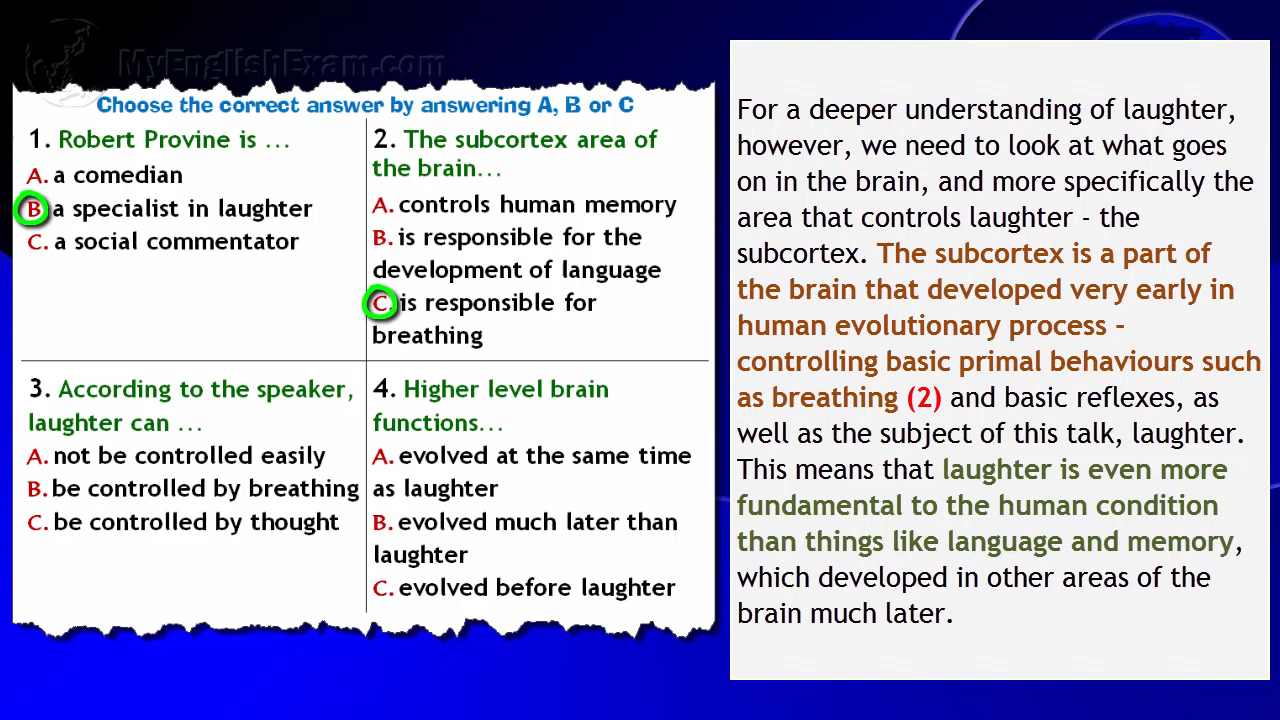 MyEnglishExam.com
Choose the correct answer by answering A, B or C
1. Robert Provine is ...
A. a comedian
B. a specialist in laughter
C. a social commentator
2. The subcortex area of
the brain...
A. controls human memory
B. is responsible for the
development of language
C. is responsible for
breathing
3. According to the speaker,
laughter can ...
A. not be controlled easily
B. be controlled by breathing
C. be controlled by thought
4. Higher level brain
functions...
A. evolved at the same time
as laughter
B. evolved much later than
laughter
C. evolved before laughter
For a deeper understanding of laughter,
however, we need to look at what goes
on in the brain, and more specifically the
area that controls laughter - the
subcortex. The subcortex is a part of
the brain that developed very early in
human evolutionary process –
controlling basic primal behaviours such
as breathing (2) and basic reflexes, as
well as the subject of this talk, laughter.
This means that laughter is even more
fundamental to the human condition
than things like language and memory,
which developed in other areas of the
brain much later.